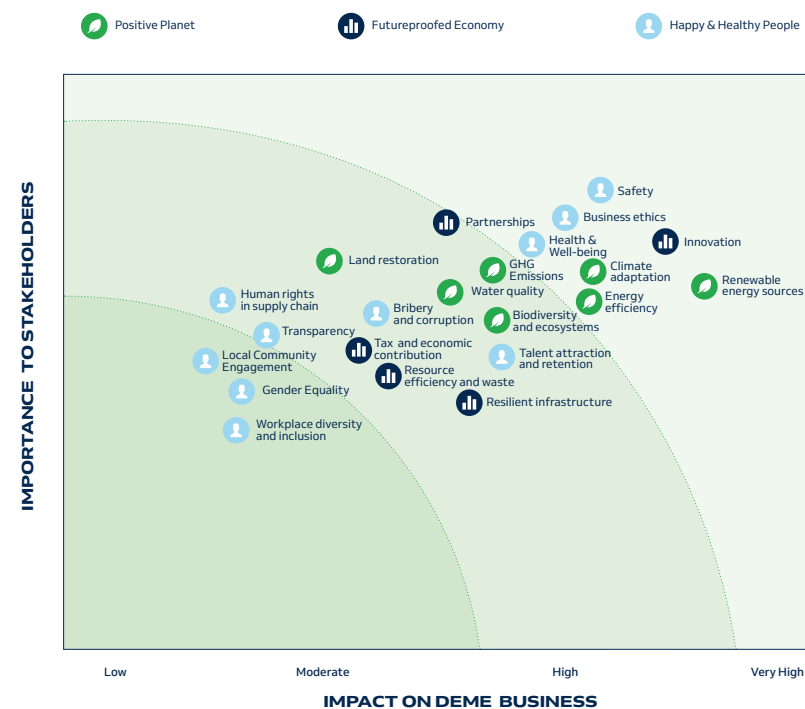 Positive Planet
Futureproofed Economy
Happy & Healthy People
IMPORTANCE TO STAKEHOLDERS
Safety
Partnerships
Business ethics
Innovation
Health &
Well-being
Land restoration
GHG
Emissions
Climate
adaptation
Renewable
energy sources
Water quality
Human rights
in supply chain
Energy
efficiency
Bribery
and corruption
Biodiversity
and ecosystems
Transparency
Tax and economic
contribution
Local Community
Engagement
Talent attraction
and retention
Resource
efficiency and waste
Gender Equality
Resilient infrastructure
Workplace diversity
and inclusion
Low
Moderate
High
Very High
IMPACT ON DEME BUSINESS